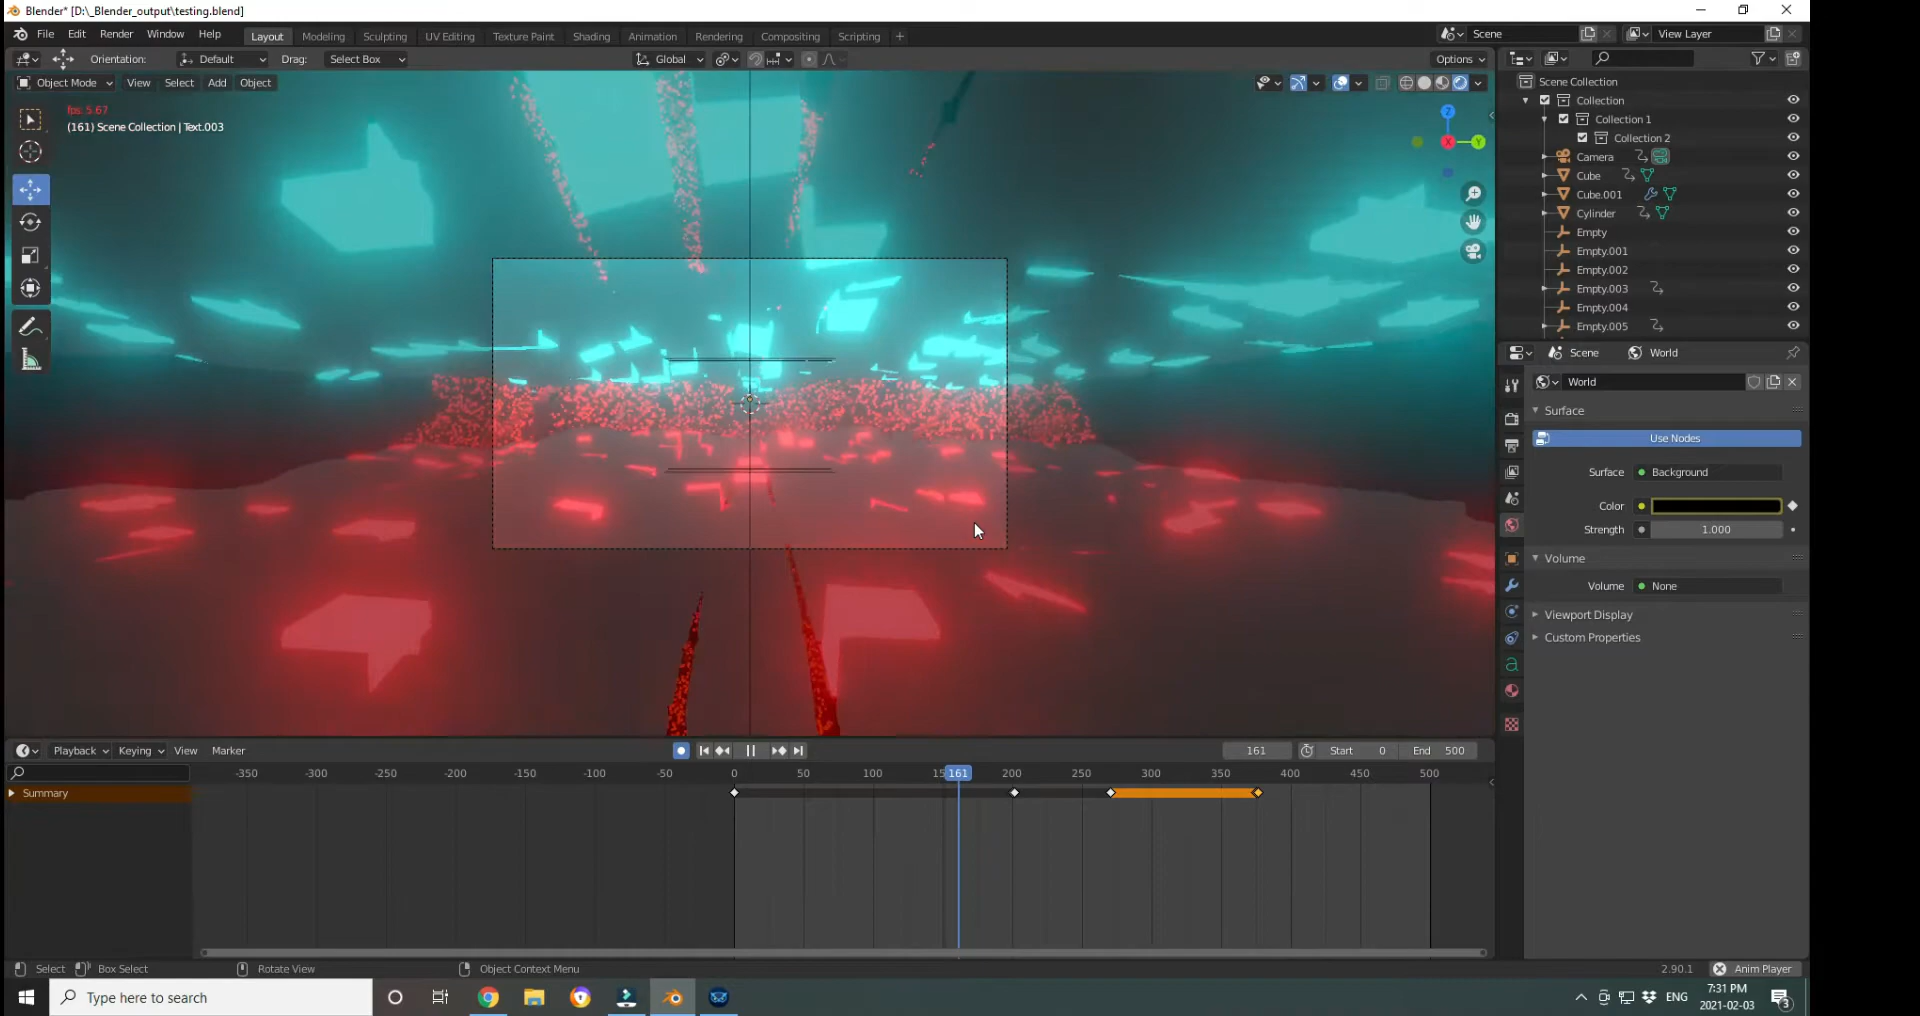 Blender* [D:\_Blender_output\testing.blend]
File Edit Render Window Help Layout Modeling Sculpting UV Editing Texture Paint Shading Animation Rendering Compositing Scripting + Scene View Layer
Orientation: Default Drag: Select Box Global Options
Object Mode View Select Add Object
fps: 5.67
(161) Scene Collection | Text.003
Z
X
Y
Scene Collection
Collection
Collection 1
Collection 2
Camera
Cube
Cube.001
Cylinder
Empty
Empty.001
Empty.002
Empty.003
Empty.004
Empty.005
Scene World
World
Surface
Use Nodes
Surface Background
Color
Strength 1.000
Volume
Volume None
Viewport Display
Custom Properties
Playback Keying View Marker 161 Start 0 End 500
-350 -300 -250 -200 -150 -100 -50 0 50 100 15 161 200 250 300 350 400 450 500
Summary
Select Box Select Rotate View Object Context Menu 2.90.1 Anim Player
Type here to search
ENG
7:31 PM
2021-02-03
3